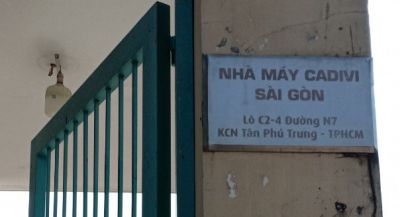 NHÀ MÁY CADIVI
SÀI GÒN
Lô C2-4 Đường N7
KCN Tân Phú Trung - TPHCM